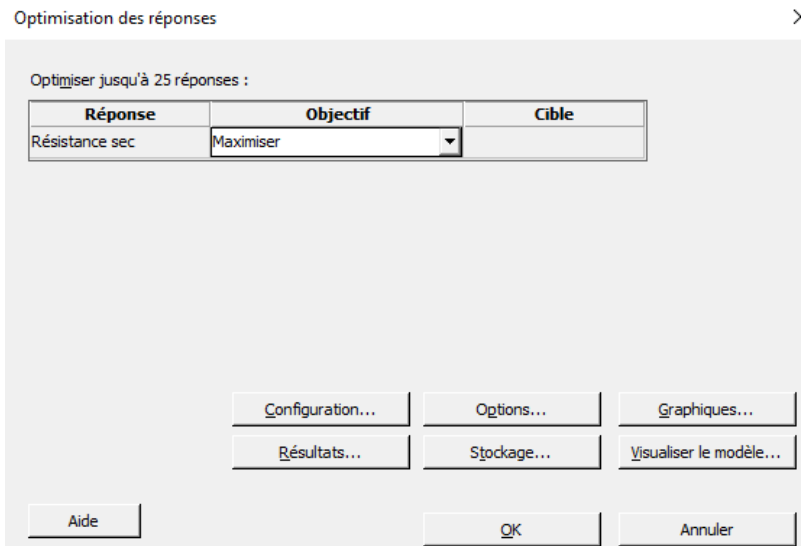 Optimisation des réponses
Optimiser jusqu'à 25 réponses :
Réponse Objectif Cible
Résistance sec Maximiser
Configuration... Options... Graphiques...
Résultats... Stockage... Visualiser le modèle...
Aide OK Annuler